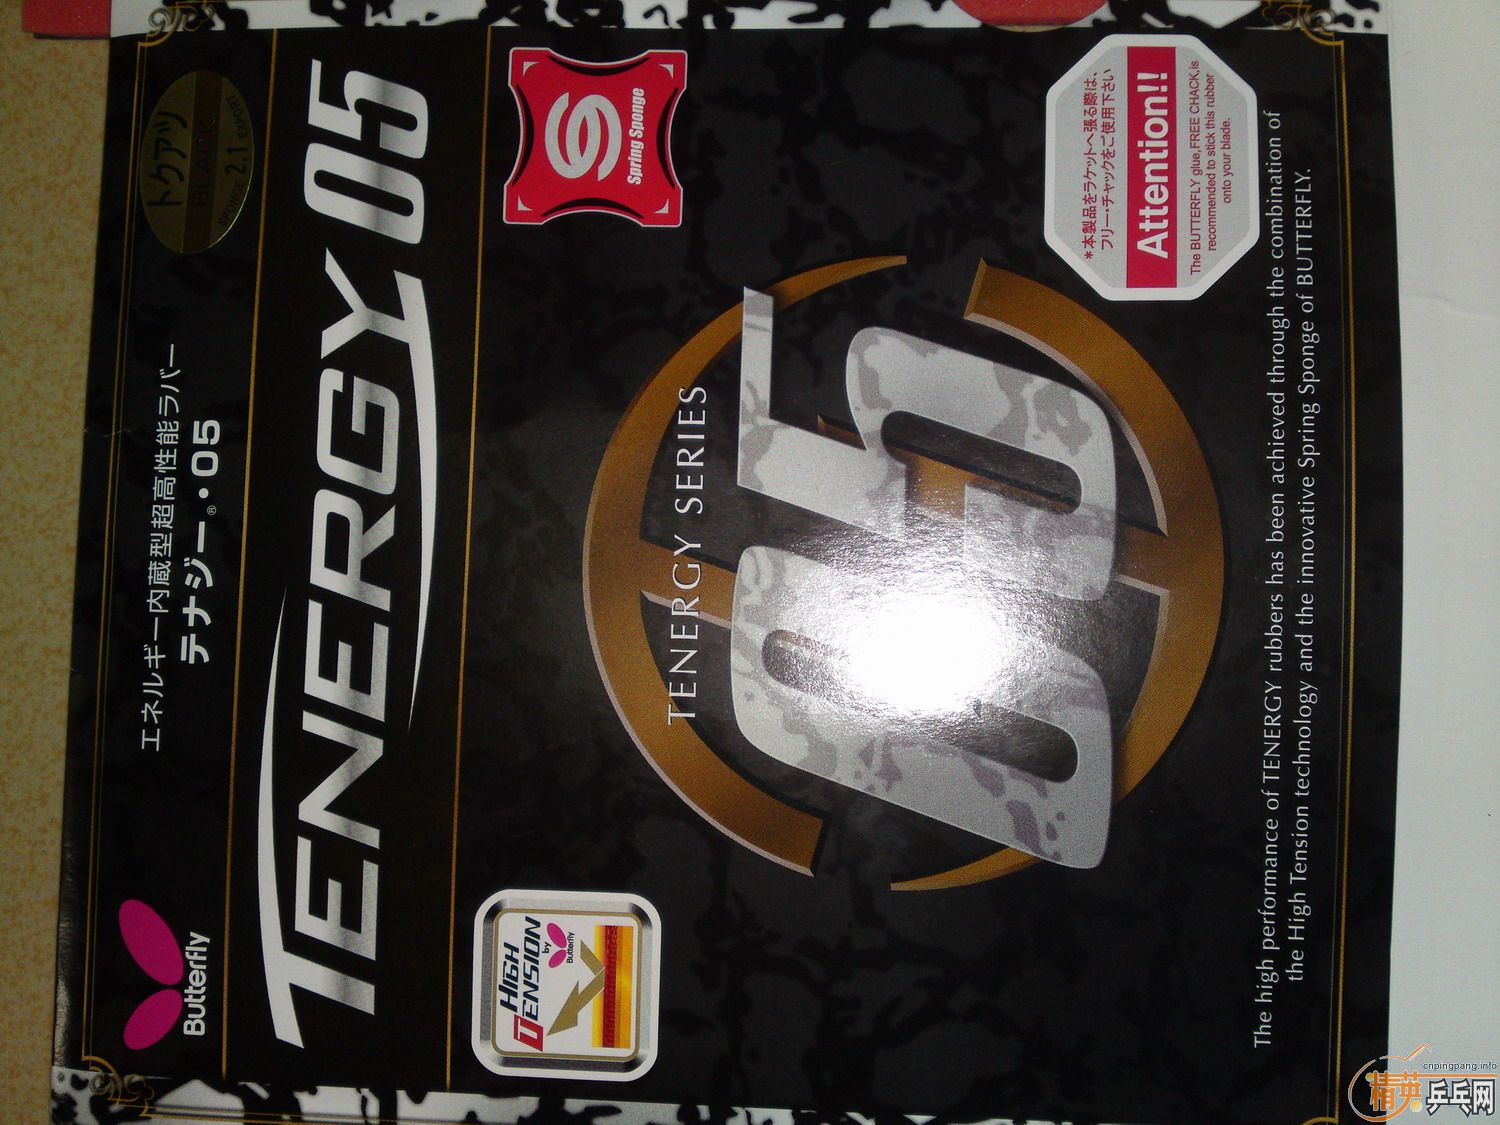 エネルギー内蔵型超高性能ラバー
テナジー®・05
トクアツ
BLACK
SPONGE 2.1 EXPORT
Butterfly
TENERGY 05
HIGH
TENSION
by
Butterfly
Spring Sponge
TENERGY SERIES
05
*本製品をラケットへ張る際は、
フリー・チャックをご使用下さい
Attention!!
The BUTTERFLY glue,FREE CHACK,is
recommended to stick this rubber
onto your blade.
The high performance of TENERGY rubbers has been achieved through the combination of
the High Tension technology and the innovative Spring Sponge of BUTTERFLY.
cnpingpang.info
精英乒乓网